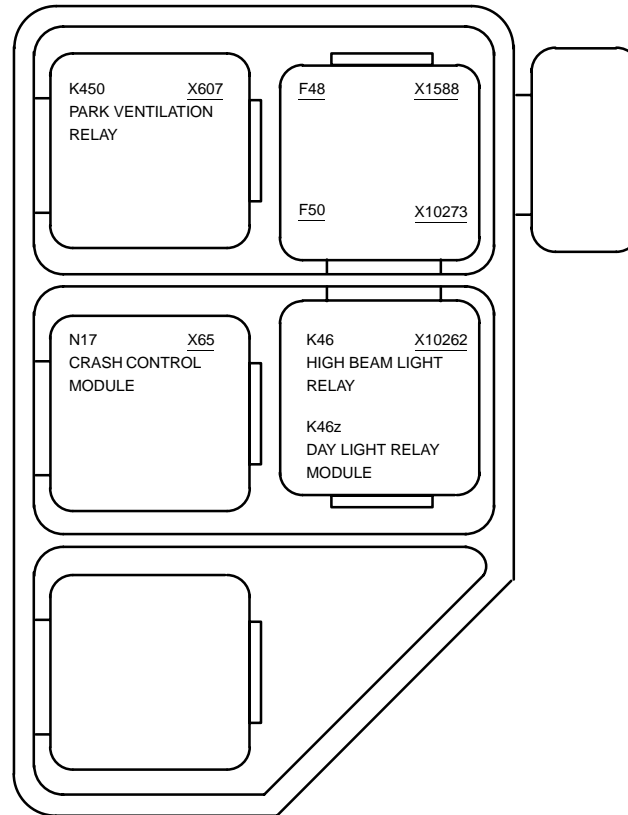 K450 X607
PARK VENTILATION
RELAY
F48 X1588
F50 X10273
N17 X65
CRASH CONTROL
MODULE
K46 X10262
HIGH BEAM LIGHT
RELAY
K46z
DAY LIGHT RELAY
MODULE